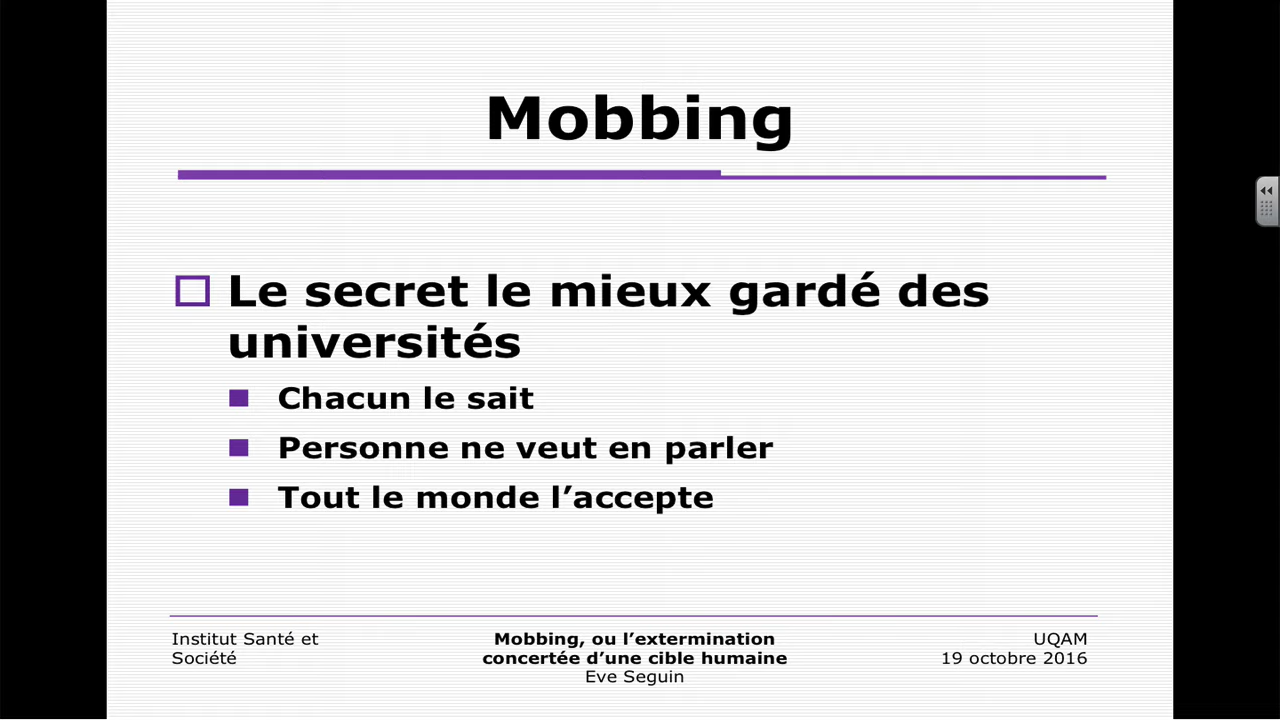 Mobbing
Le secret le mieux gardé des
universités
Chacun le sait
Personne ne veut en parler
Tout le monde l’accepte
Institut Santé et
Société
Mobbing, ou l’extermination
concertée d’une cible humaine
Eve Seguin
UQAM
19 octobre 2016